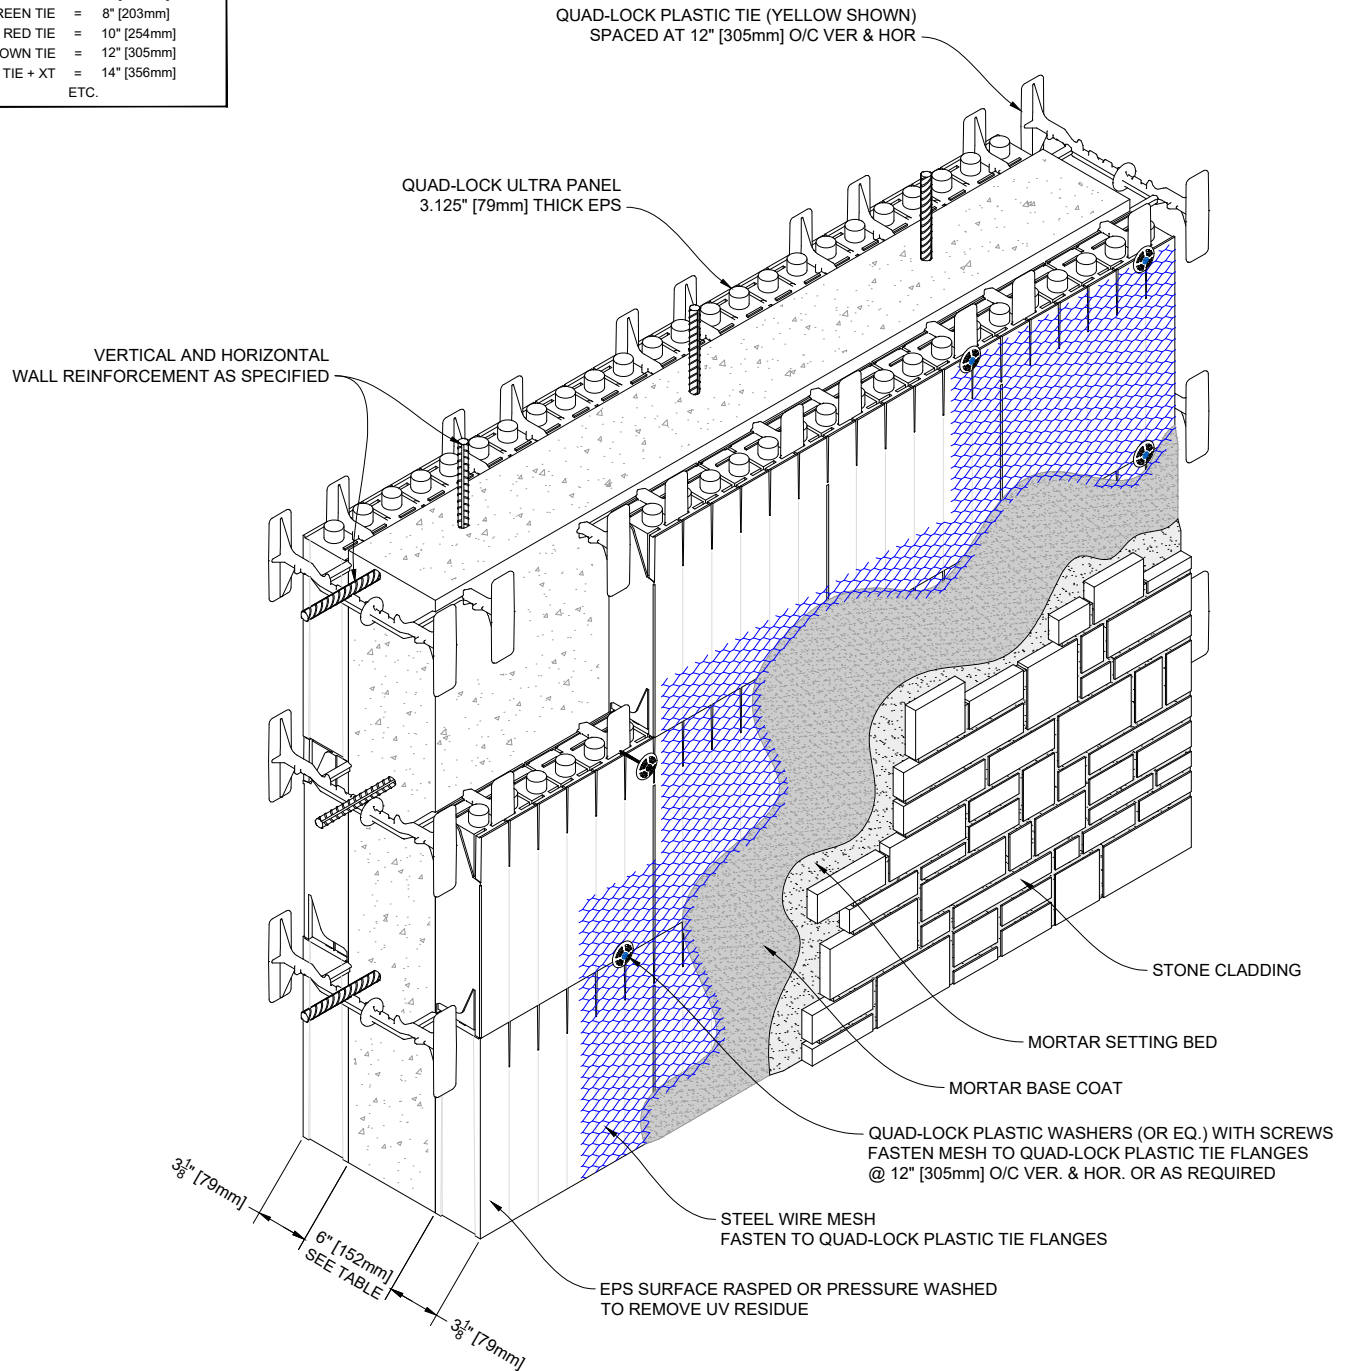 REEN TIE = 8" [203mm]
RED TIE = 10" [254mm]
OWN TIE = 12" [305mm]
TIE + XT = 14" [356mm]
ETC.
QUAD-LOCK PLASTIC TIE (YELLOW SHOWN)
SPACED AT 12" [305mm] O/C VER & HOR
QUAD-LOCK ULTRA PANEL
3.125" [79mm] THICK EPS
VERTICAL AND HORIZONTAL
WALL REINFORCEMENT AS SPECIFIED
STONE CLADDING
MORTAR SETTING BED
MORTAR BASE COAT
QUAD-LOCK PLASTIC WASHERS (OR EQ.) WITH SCREWS
FASTEN MESH TO QUAD-LOCK PLASTIC TIE FLANGES
@ 12" [305mm] O/C VER. & HOR. OR AS REQUIRED
STEEL WIRE MESH
FASTEN TO QUAD-LOCK PLASTIC TIE FLANGES
EPS SURFACE RASPED OR PRESSURE WASHED
TO REMOVE UV RESIDUE
3 1/8" [79mm]
6" [152mm]
SEE TABLE
3 1/8" [79mm]